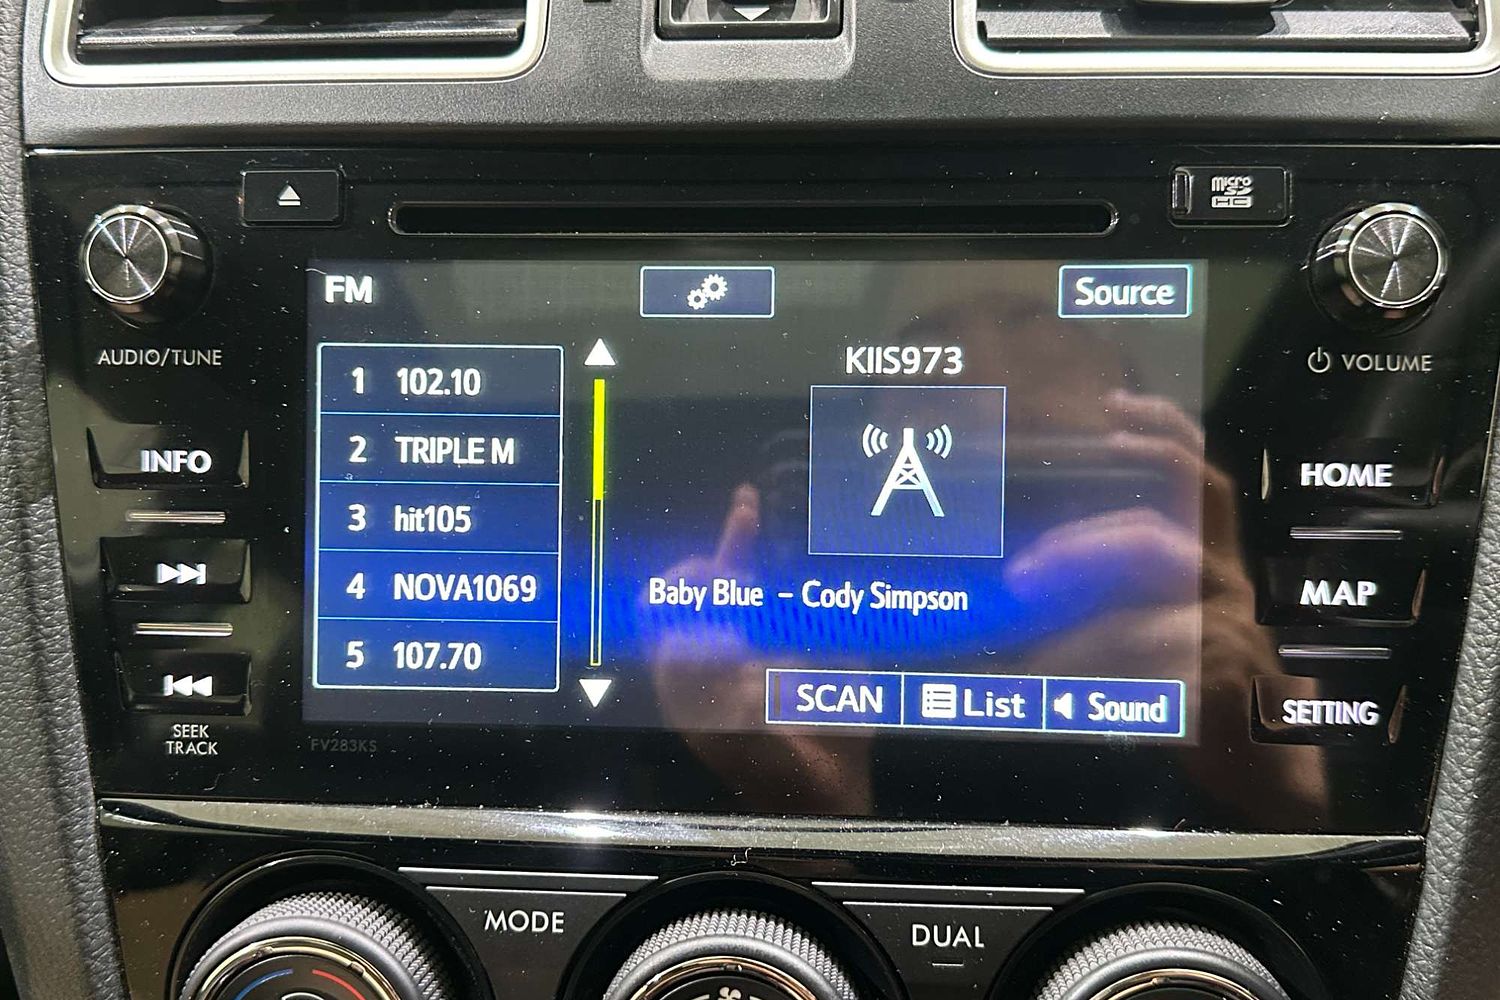 micro
SD
HC
FM
Source
AUDIO/TUNE
VOLUME
KIIS973
1 102.10
2 TRIPLE M
3 hit105
4 NOVA1069
5 107.70
INFO
HOME
MAP
Baby Blue – Cody Simpson
SCAN
List
Sound
SETTING
SEEK
TRACK
FV283KS
MODE
DUAL